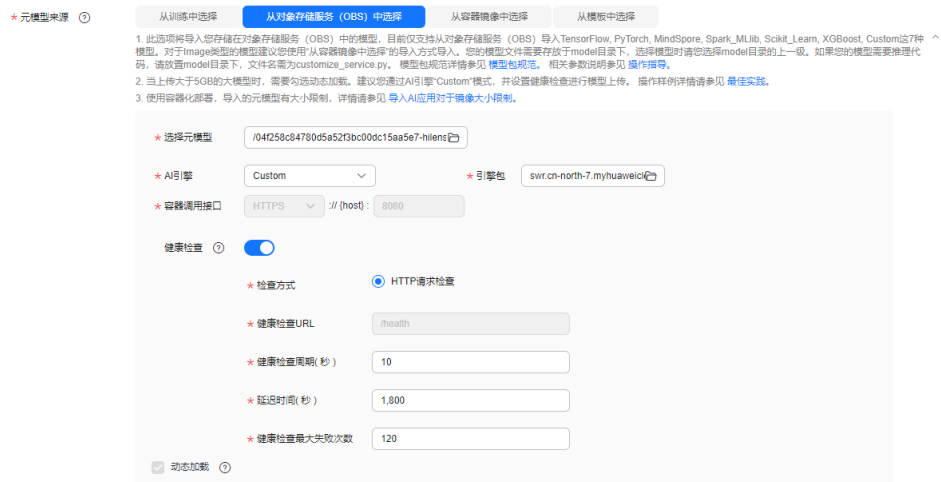 * 元模型来源 ?
从训练中选择 从对象存储服务（OBS）中选择 从容器镜像中选择 从模板中选择
1. 此选项将导入您存储在对象存储服务（OBS）中的模型，目前仅支持从对象存储服务（OBS）导入TensorFlow, PyTorch, MindSpore, Spark_MLlib, Scikit_Learn, XGBoost, Custom这7种
模型。对于Image类型的模型建议您使用“从容器镜像中选择”的导入方式导入。您的模型文件需要存放于model目录下，选择模型时请您选择model目录的上一级。如果您的模型需要推理代
码，请放置model目录下，文件名需为customize_service.py。 模型包规范详情参见 模型包规范。 相关参数说明参见 操作指导。
2. 当上传大于5GB的大模型时，需要勾选动态加载。建议您通过AI引擎“Custom”模式，并设置健康检查进行模型上传。 操作样例详情请参见 最佳实践。
3. 使用容器化部署，导入的元模型有大小限制，详情请参见 导入AI应用对于镜像大小限制。
* 选择元模型 /04f258c84780d5a52f3bc00dc15aa5e7-hilens
* AI引擎 Custom * 引擎包 swr.cn-north-7.myhuaweicl
* 容器调用接口 HTTPS :// {host} : 8080
健康检查 ?
* 检查方式 HTTP请求检查
* 健康检查URL /health
* 健康检查周期( 秒 ) 10
* 延迟时间( 秒 ) 1,800
* 健康检查最大失败次数 120
动态加载 ?